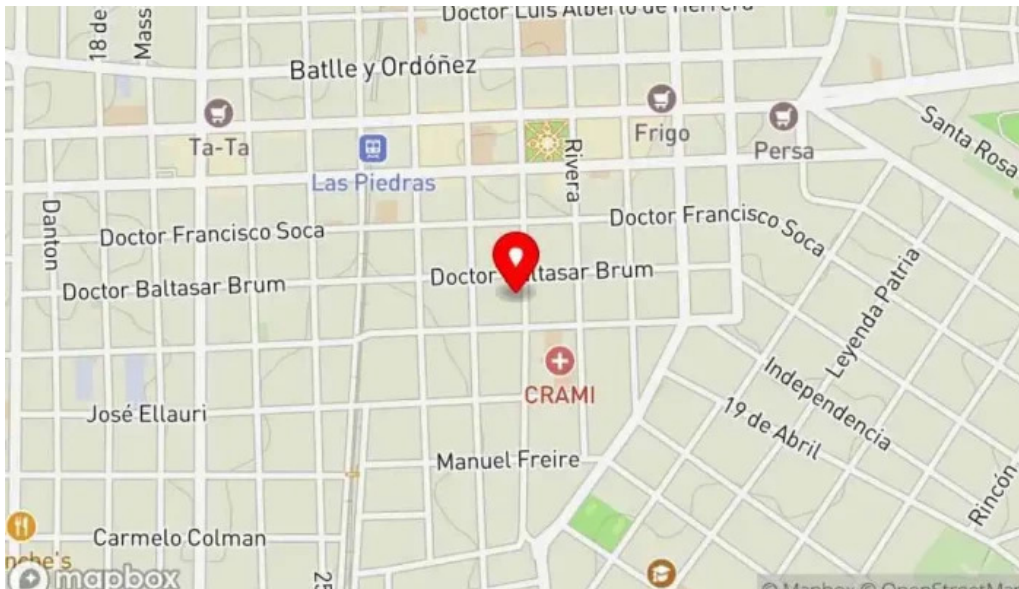 Doctor Luis Alberto de Herrera
18 de
Mass
Batlle y Ordóñez
Ta-Ta
Frigo
Persa
Santa Rosa
Rivera
Las Piedras
Danton
Doctor Francisco Soca
Doctor Francisco Soca
Doctor Baltasar Brum
Doctor Baltasar Brum
Leyenda Patria
CRAMI
Independencia
José Ellauri
19 de Abril
Manuel Freire
Rincón
Carmelo Colman
25
mapbox
© Mapbox © OpenStreetMap